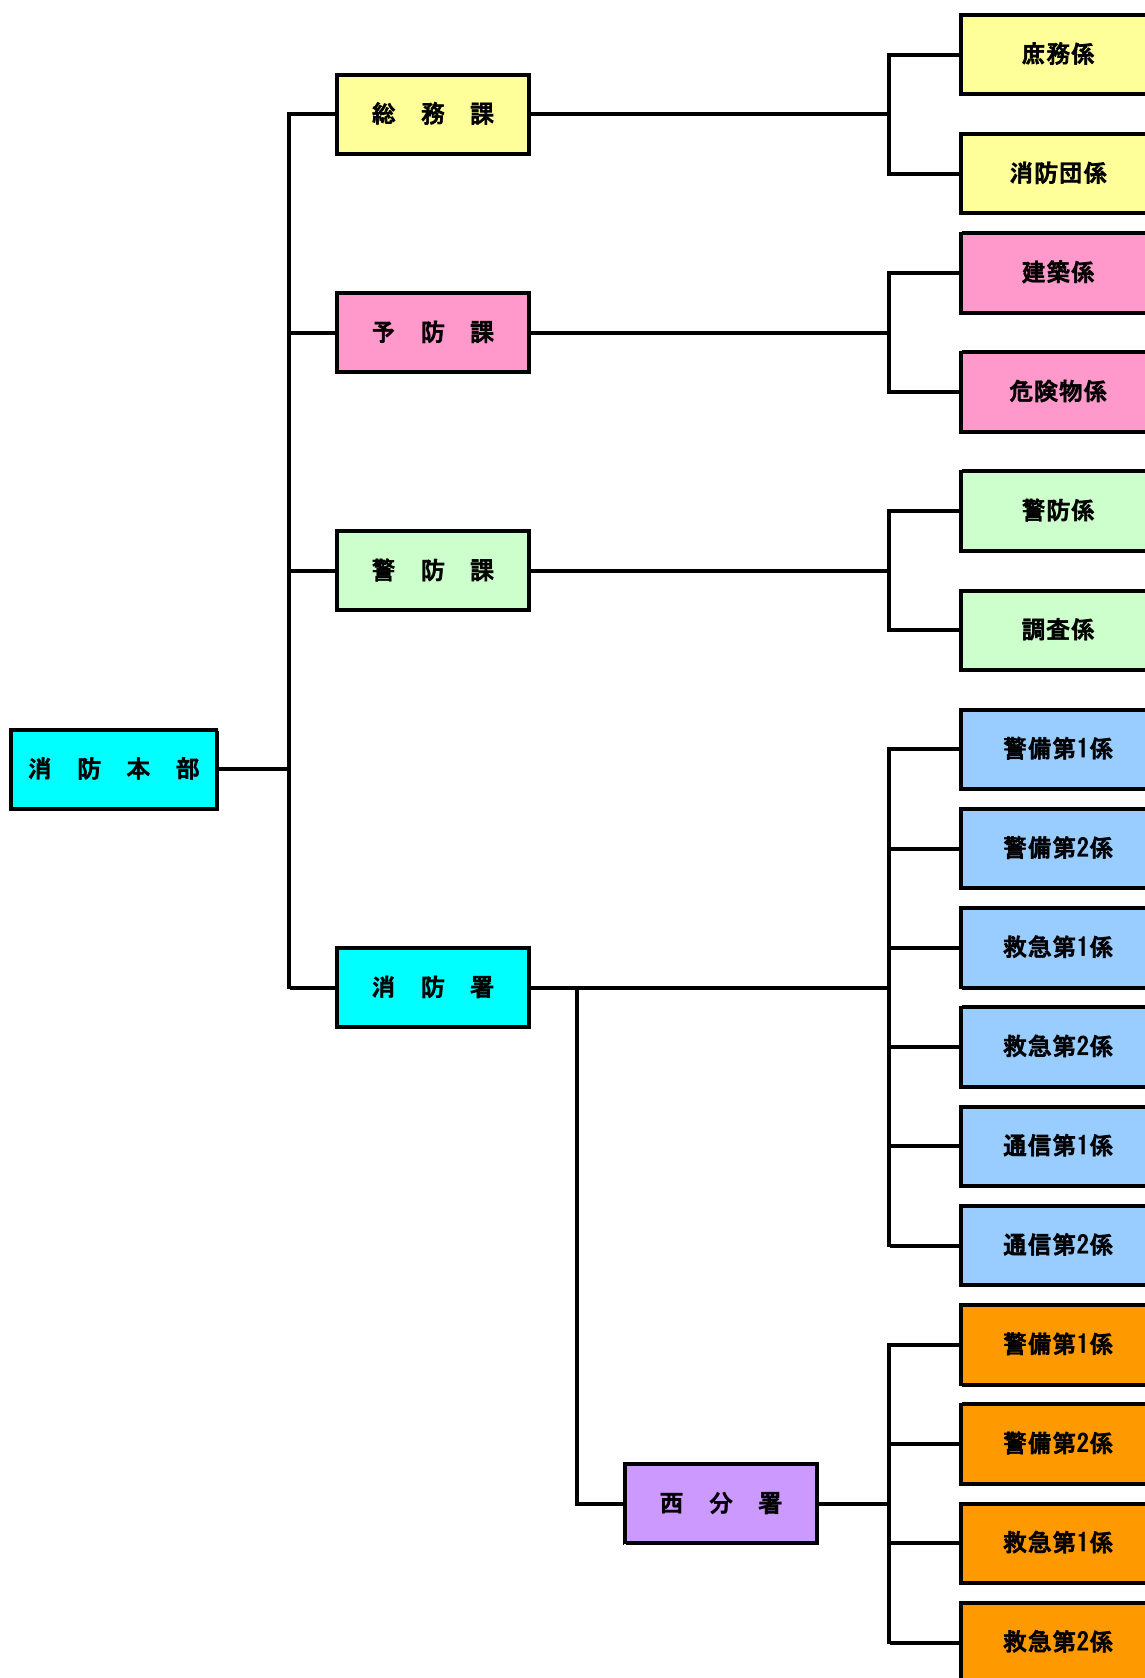 庶務係
総　務　課
消防団係
建築係
予　防　課
危険物係
警防係
警　防　課
調査係
警備第1係
消　防　本　部
警備第2係
救急第1係
消　防　署
救急第2係
通信第1係
通信第2係
警備第1係
警備第2係
西　分　署
救急第1係
救急第2係